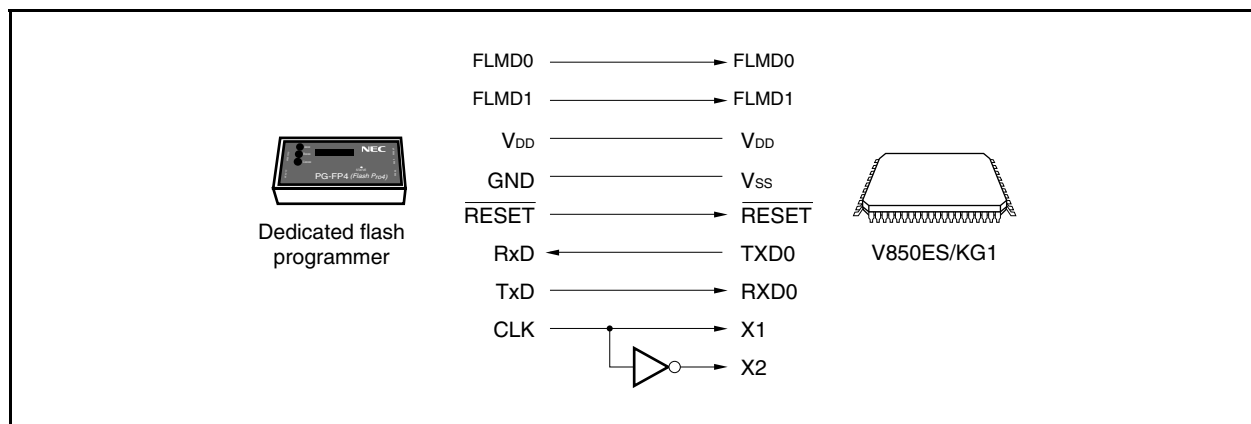 FLMD0 FLMD0
FLMD1 FLMD1
VDD VDD
GND VSS
RESET RESET
RxD TXD0
TxD RXD0
CLK X1
X2
NEC
PG-FP4 (Flash Pro4)
Dedicated flash
programmer
V850ES/KG1